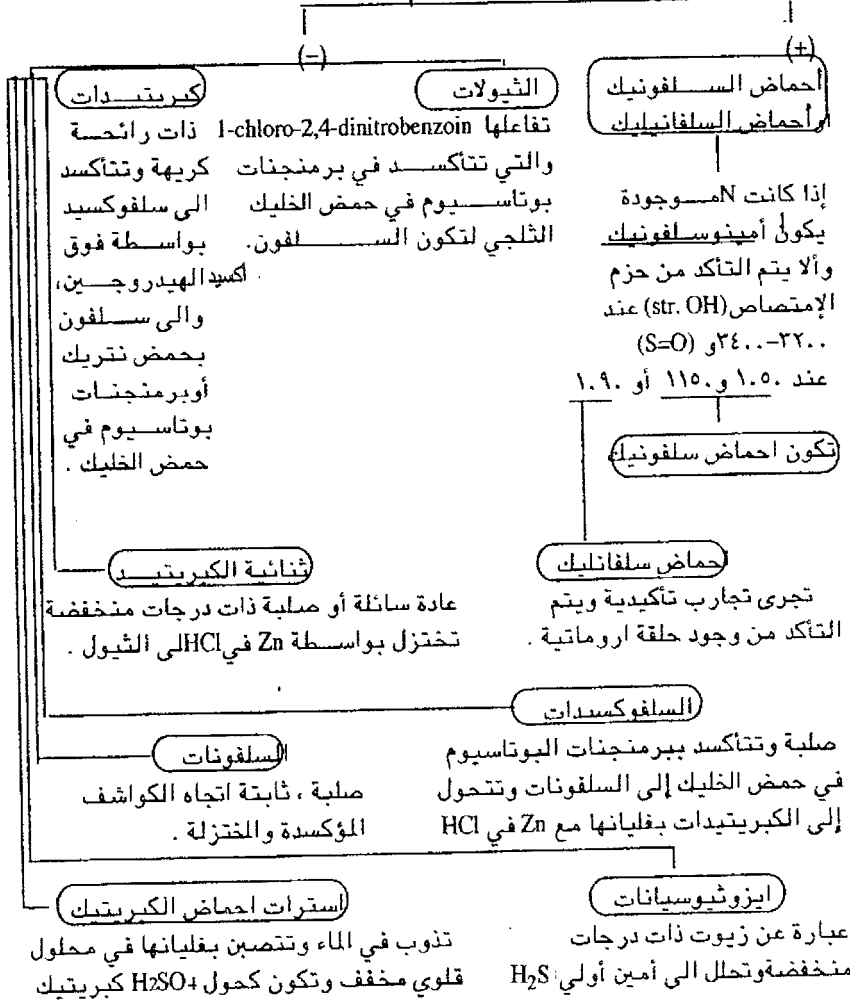 (+)
(−)
أحماض السلفونيك
أو أحماض السلفانيليك
إذا كانت N موجودة
يكون أمينوسلفونيك
وألا يتم التأكد من حزم
الإمتصاص (str. OH) عند
٣٢٠٠-٣٤٠٠ و (S=O)
عند ١٠٥٠ و ١١٥٠ أو ١٠٩٠
تكون احماض سلفونيك
الثيولات
تفاعلها 1-chloro-2,4-dinitrobenzoin
والتي تتأكسد في برمنجنات
بوتاسيوم في حمض الخليك
الثلجي لتكون السلفون.
كبريتيدات
ذات رائحة
كريهة وتتأكسد
الى سلفوكسيد
بواسطة فوق
اكسيد الهيدروجين،
والى سلفون
بحمض نتريك
أوبرمنجنات
بوتاسيوم في
حمض الخليك .
احماض سلفانليك
تجرى تجارب تأكيدية ويتم
التأكد من وجود حلقة اروماتية .
ثنائية الكبريتيد
عادة سائلة أو صلبة ذات درجات منخفضة
تختزل بواسطة Zn في HCl الى الثيول .
السلفوكسيدات
صلبة وتتأكسد ببرمنجنات البوتاسيوم
في حمض الخليك إلى السلفونات وتتحول
إلى الكبريتيدات بغليانها مع Zn في HCl
السلفونات
صلبة ، ثابتة اتجاه الكواشف
المؤكسدة والمختزلة .
ايزوثيوسيانات
عبارة عن زيوت ذات درجات
منخفضة وتحلل الى أمين أولي، H₂S
استرات احماض الكبريتيك
تذوب في الماء وتتصبن بغليانها في محلول
قلوي مخفف وتكون كحول + H2SO4 كبريتيك